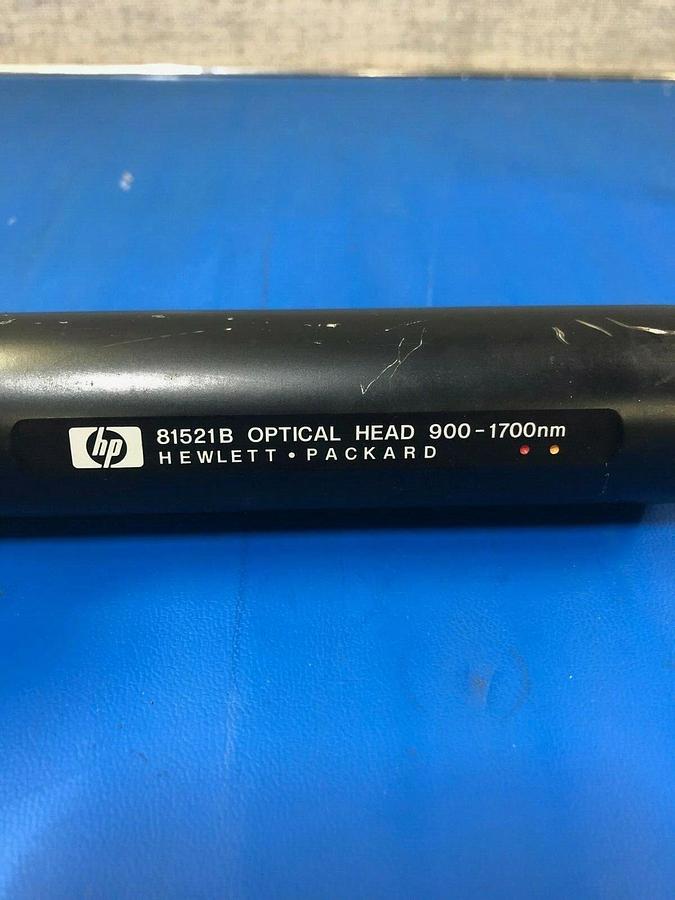 hp 81521B OPTICAL HEAD 900-1700nm
HEWLETT • PACKARD